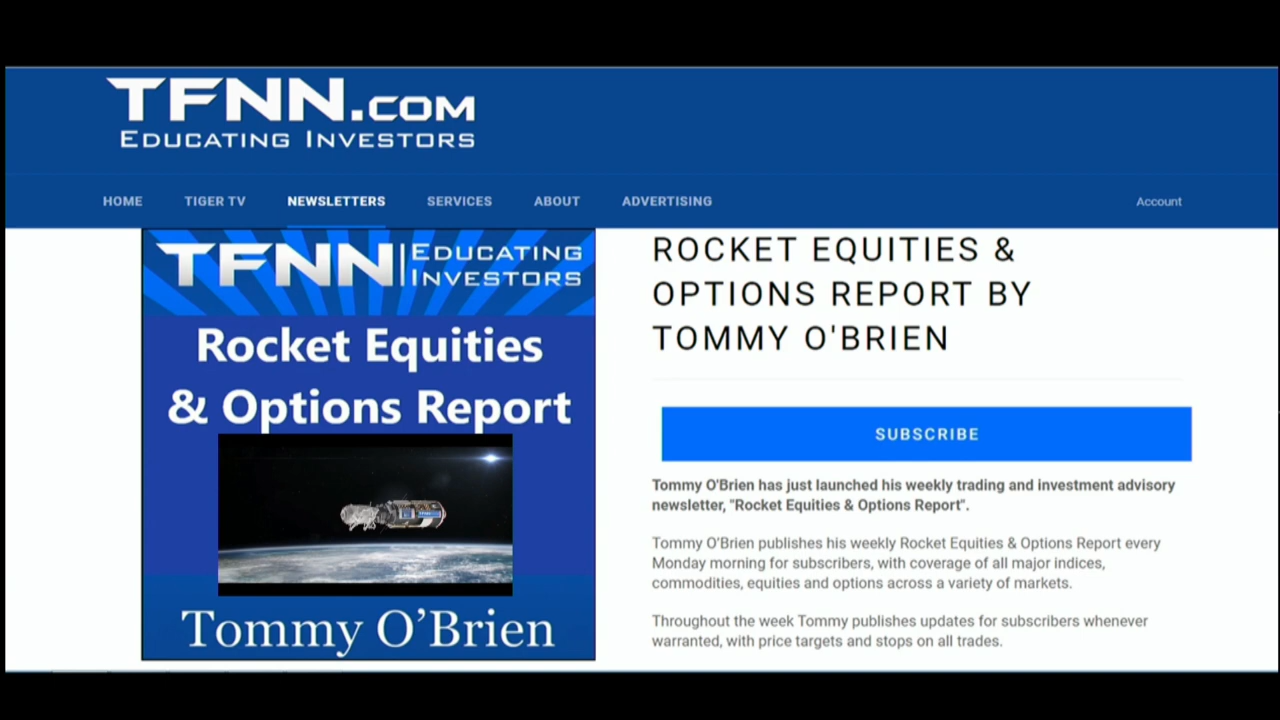 TFNN.COM
EDUCATING INVESTORS
HOME TIGER TV NEWSLETTERS SERVICES ABOUT ADVERTISING Account
TFNN EDUCATING
INVESTORS
Rocket Equities
& Options Report
Tommy O’Brien
ROCKET EQUITIES &
OPTIONS REPORT BY
TOMMY O'BRIEN
SUBSCRIBE
Tommy O'Brien has just launched his weekly trading and investment advisory
newsletter, "Rocket Equities & Options Report".
Tommy O'Brien publishes his weekly Rocket Equities & Options Report every
Monday morning for subscribers, with coverage of all major indices,
commodities, equities and options across a variety of markets.
Throughout the week Tommy publishes updates for subscribers whenever
warranted, with price targets and stops on all trades.